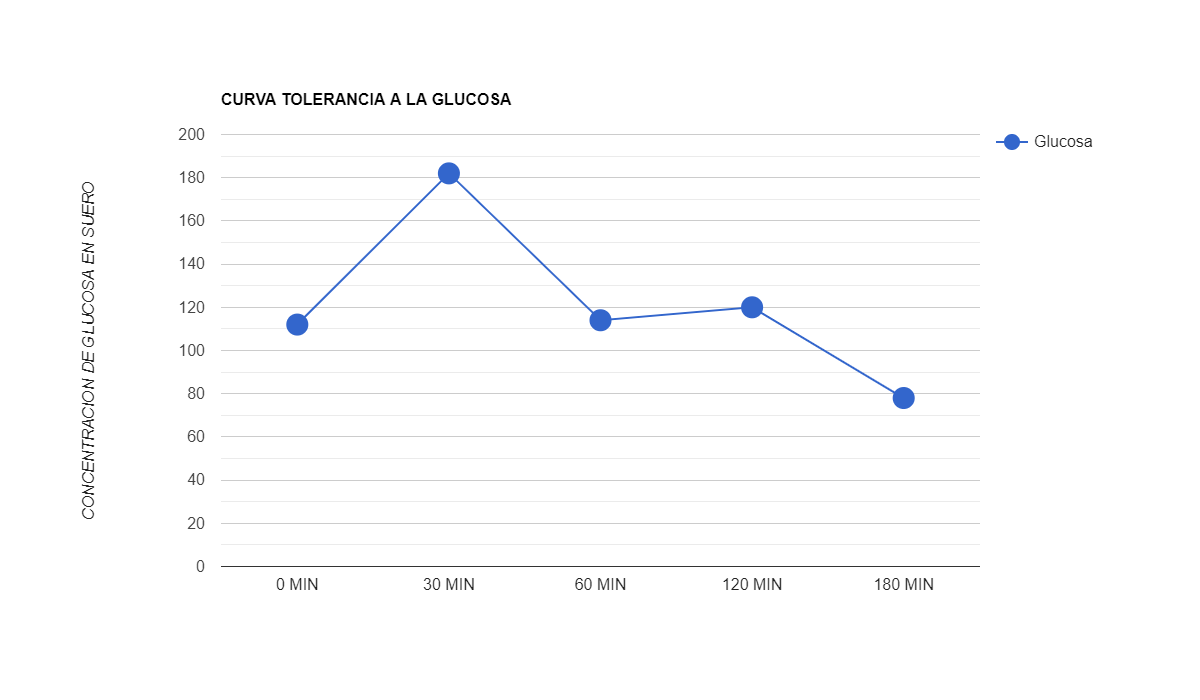 CURVA TOLERANCIA A LA GLUCOSA
Glucosa
CONCENTRACION DE GLUCOSA EN SUERO
200
180
160
140
120
100
80
60
40
20
0
0 MIN 30 MIN 60 MIN 120 MIN 180 MIN